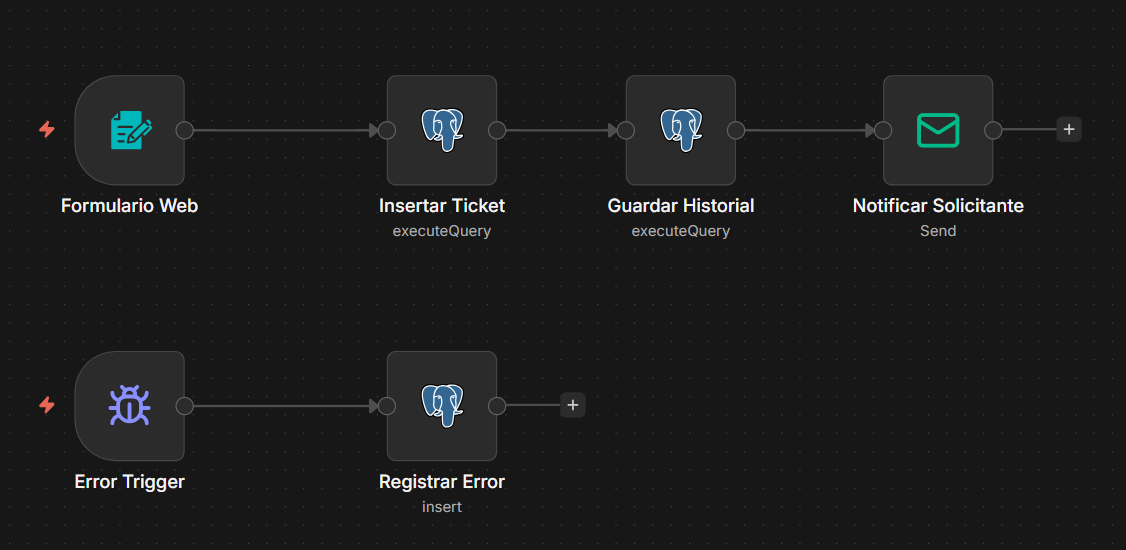 Formulario Web
Insertar Ticket
executeQuery
Guardar Historial
executeQuery
Notificar Solicitante
Send
Error Trigger
Registrar Error
insert